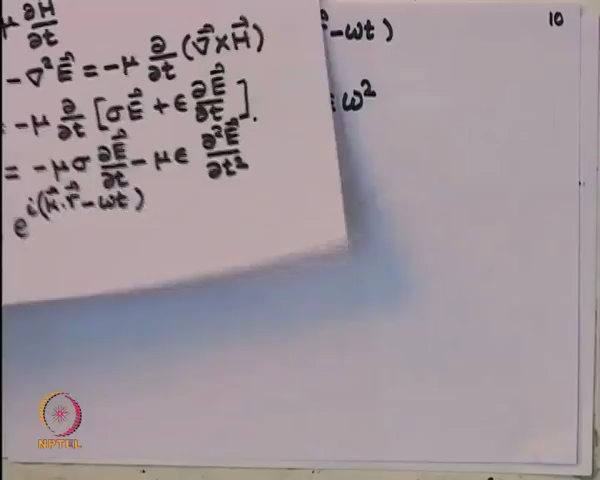 μ ∂H/∂t
- ∇²E⃗ = -μ ∂/∂t (∇⃗×H⃗)
= -μ ∂/∂t [σE⃗ + ε ∂E⃗/∂t].
= -μσ ∂E⃗/∂t - με ∂²E⃗/∂t²
e^i(κ⃗.r⃗-ωt)
-ωt)
ω²
10
NPTEL